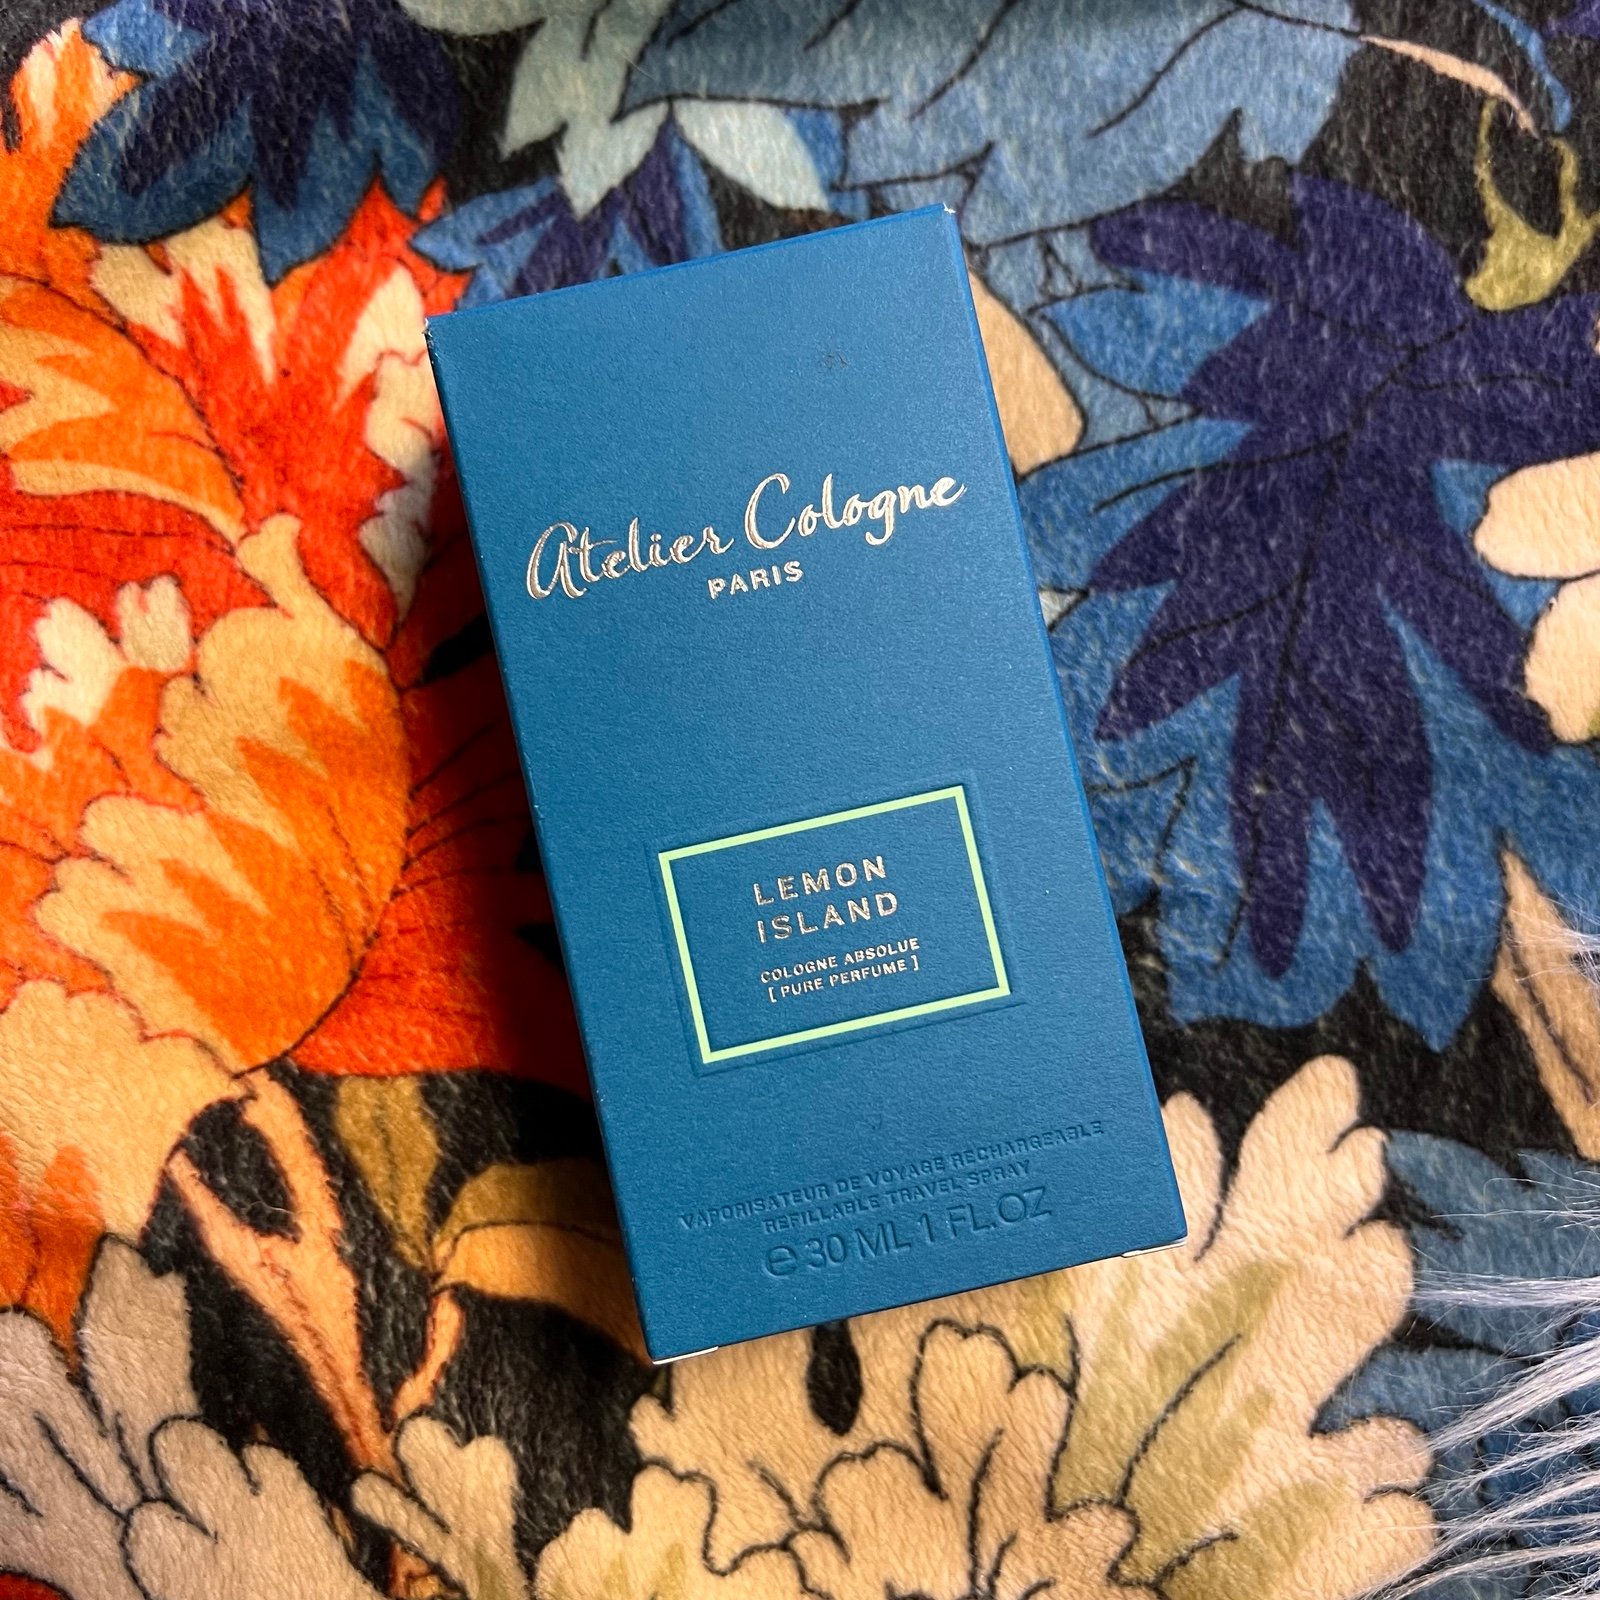 Atelier Cologne
PARIS
LEMON
ISLAND
COLOGNE ABSOLUE
[ PURE PERFUME ]
VAPORISATEUR DE VOYAGE RECHARGEABLE
REFILLABLE TRAVEL SPRAY
℮ 30 ML 1 FL.OZ